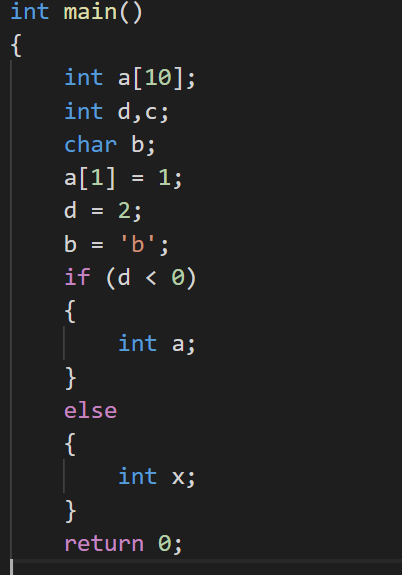 int main()
{
    int a[10];
    int d,c;
    char b;
    a[1] = 1;
    d = 2;
    b = 'b';
    if (d < 0)
    {
        int a;
    }
    else
    {
        int x;
    }
    return 0;